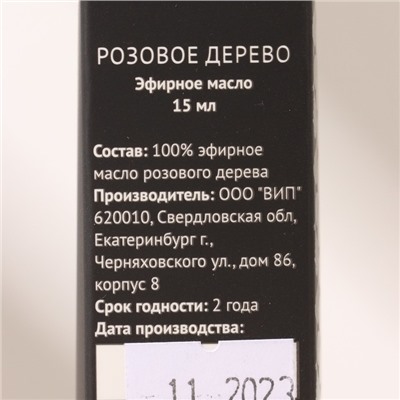 РОЗОВОЕ ДЕРЕВО
Эфирное масло
15 мл
Состав: 100% эфирное
масло розового дерева
Производитель: ООО "ВИП"
620010, Свердловская обл,
Екатеринбург г.,
Черняховского ул., дом 86,
корпус 8
Срок годности: 2 года
Дата производства:
11 2023